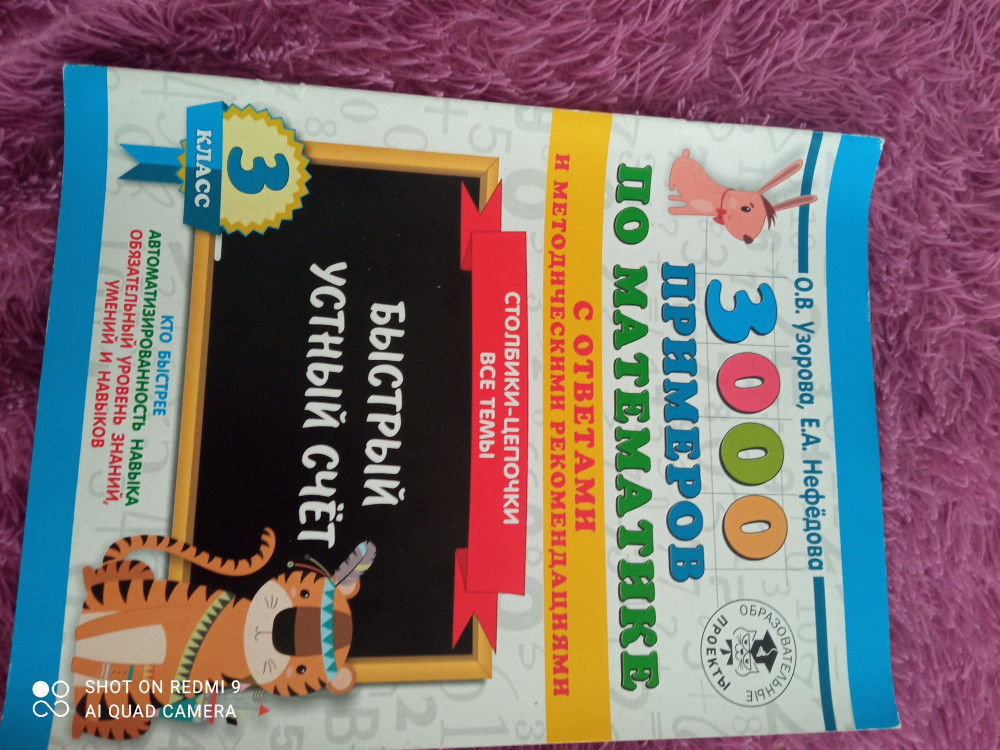 О.В. Узорова, Е.А. Нефёдова
3000
ПРИМЕРОВ
ПО МАТЕМАТИКЕ
ОБРАЗОВАТЕЛЬНЫЕ
ПРОЕКТЫ
С ОТВЕТАМИ
И МЕТОДИЧЕСКИМИ РЕКОМЕНДАЦИЯМИ
СТОЛБИКИ-ЦЕПОЧКИ
ВСЕ ТЕМЫ
БЫСТРЫЙ
УСТНЫЙ СЧЁТ
3
КЛАСС
КТО БЫСТРЕЕ
АВТОМАТИЗИРОВАННОСТЬ НАВЫКА
ОБЯЗАТЕЛЬНЫЙ УРОВЕНЬ ЗНАНИЙ,
УМЕНИЙ И НАВЫКОВ
SHOT ON REDMI 9
AI QUAD CAMERA